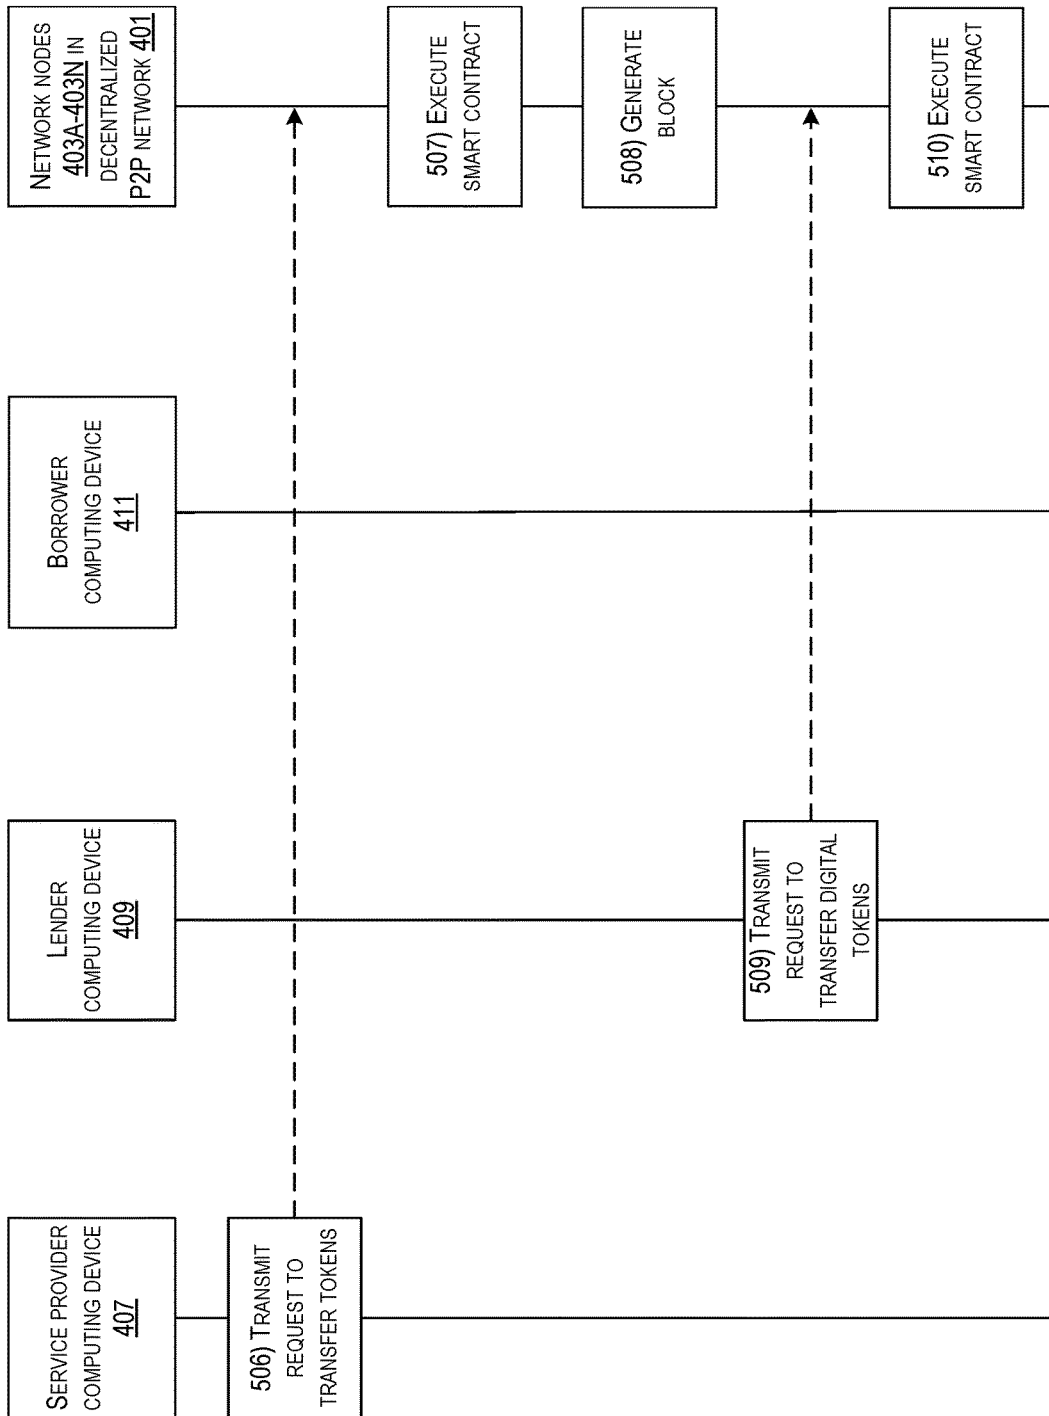 SERVICE PROVIDER
COMPUTING DEVICE
407
LENDER
COMPUTING DEVICE
409
BORROWER
COMPUTING DEVICE
411
NETWORK NODES
403A-403N IN
DECENTRALIZED
P2P NETWORK 401
506) TRANSMIT
REQUEST TO
TRANSFER TOKENS
507) EXECUTE
SMART CONTRACT
508) GENERATE
BLOCK
509) TRANSMIT
REQUEST TO
TRANSFER DIGITAL
TOKENS
510) EXECUTE
SMART CONTRACT